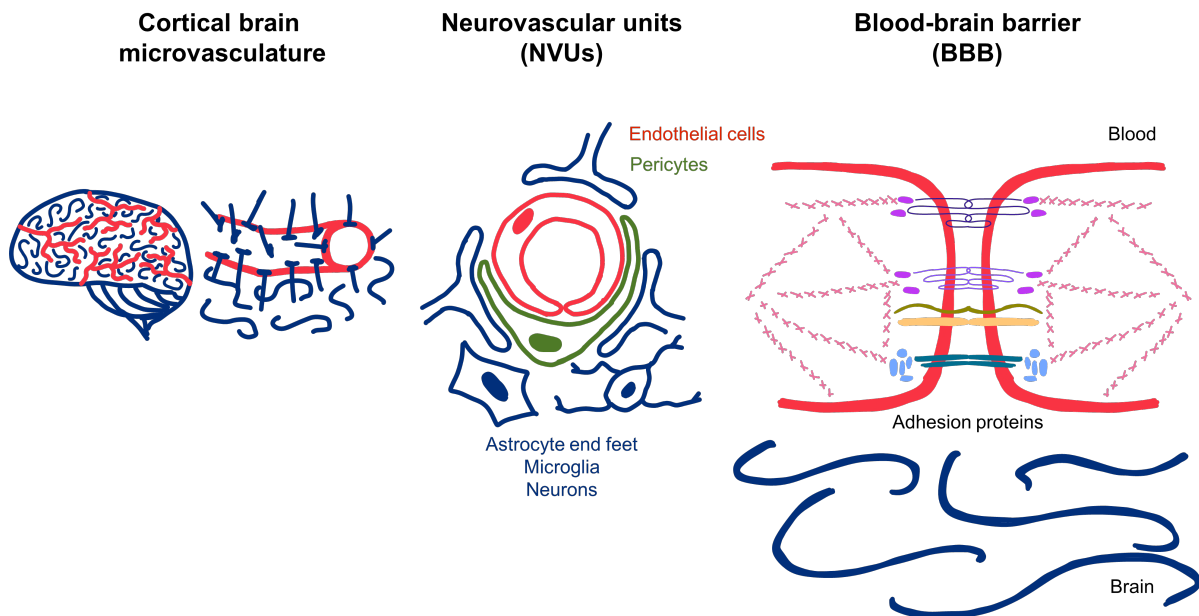 Cortical brain
microvasculature
Neurovascular units
(NVUs)
Blood-brain barrier
(BBB)
Endothelial cells
Pericytes
Astrocyte end feet
Microglia
Neurons
Blood
Adhesion proteins
Brain